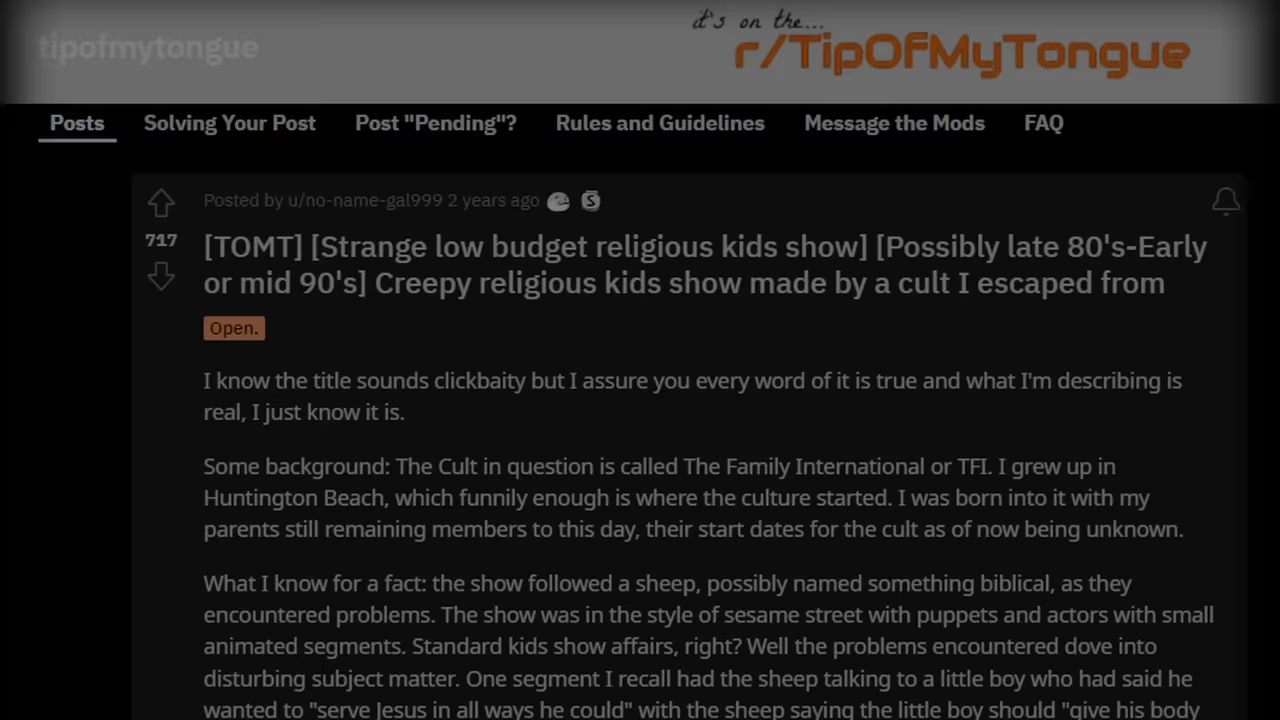 it's on the...
tipofmytongue
r/TipOfMyTongue
Posts Solving Your Post Post "Pending"? Rules and Guidelines Message the Mods FAQ
Posted by u/no-name-gal999 2 years ago S
717
[TOMT] [Strange low budget religious kids show] [Possibly late 80's-Early
or mid 90's] Creepy religious kids show made by a cult I escaped from
Open.
I know the title sounds clickbaity but I assure you every word of it is true and what I'm describing is
real, I just know it is.
Some background: The Cult in question is called The Family International or TFI. I grew up in
Huntington Beach, which funnily enough is where the culture started. I was born into it with my
parents still remaining members to this day, their start dates for the cult as of now being unknown.
What I know for a fact: the show followed a sheep, possibly named something biblical, as they
encountered problems. The show was in the style of sesame street with puppets and actors with small
animated segments. Standard kids show affairs, right? Well the problems encountered dove into
disturbing subject matter. One segment I recall had the sheep talking to a little boy who had said he
wanted to "serve Jesus in all ways he could" with the sheep saying the little boy should "give his body